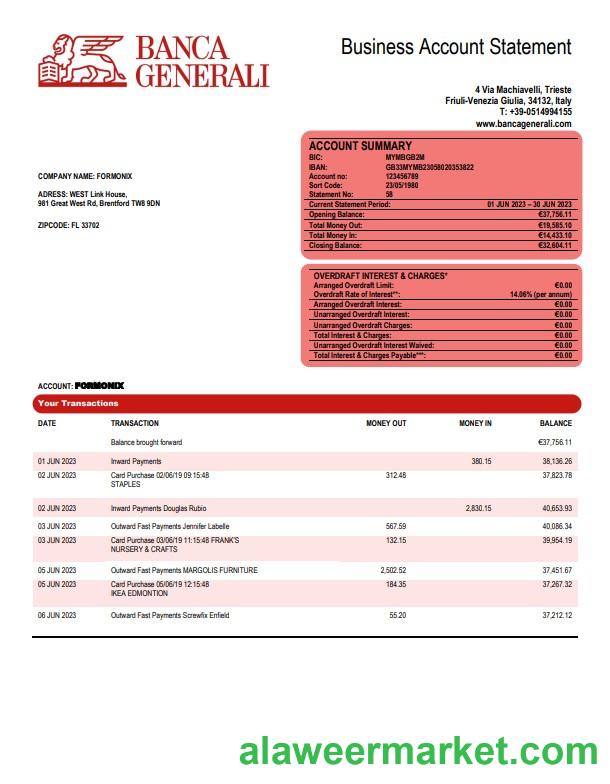 BANCA
GENERALI
Business Account Statement
4 Via Machiavelli, Trieste
Friuli-Venezia Giulia, 34132, Italy
T: +39-0514994155
www.bancagenerali.com
COMPANY NAME: FORMONIX
ADRESS: WEST Link House,
981 Great West Rd, Brentford TW8 9DN
ZIPCODE: FL 33702
ACCOUNT SUMMARY
BIC: MYMBGB2M
IBAN: GB33MYMB23058020353822
Account no: 123456789
Sort Code: 23/05/1980
Statement No: 58
Current Statement Period: 01 JUN 2023 – 30 JUN 2023
Opening Balance: €37,756.11
Total Money Out: €19,585.10
Total Money In: €14,433.10
Closing Balance: €32,604.11
OVERDRAFT INTEREST & CHARGES*
Arranged Overdraft Limit: €0.00
Overdraft Rate of Interest**: 14.06% (per annum)
Arranged Overdraft Interest: €0.00
Unarranged Overdraft Interest: €0.00
Unarranged Overdraft Charges: €0.00
Total Interest & Charges: €0.00
Unarranged Overdraft Interest Waived: €0.00
Total Interest & Charges Payable***: €0.00
ACCOUNT: FORMONIX
Your Transactions
DATE TRANSACTION MONEY OUT MONEY IN BALANCE
Balance brought forward €37,756.11
01 JUN 2023 Inward Payments 380.15 38,136.26
02 JUN 2023 Card Purchase 02/06/19 09:15:48 312.48 37,823.78
STAPLES
02 JUN 2023 Inward Payments Douglas Rubio 2,830.15 40,653.93
03 JUN 2023 Outward Fast Payments Jennifer Labelle 567.59 40,086.34
03 JUN 2023 Card Purchase 03/06/19 11:15:48 FRANK'S 132.15 39,954.19
NURSERY & CRAFTS
05 JUN 2023 Outward Fast Payments MARGOLIS FURNITURE 2,502.52 37,451.67
05 JUN 2023 Card Purchase 05/06/19 12:15:48 184.35 37,267.32
IKEA EDMONTION
06 JUN 2023 Outward Fast Payments Screwfix Enfield 55.20 37,212.12
alaweermarket.com